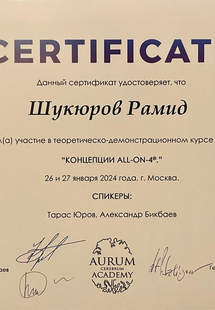 CERTIFICAT
Данный сертификат удостоверяет, что
Шукюров Рамид
(а) участие в теоретическо-демонстрационном курсе
"КОНЦЕПЦИИ ALL-ON-4®,"
26 и 27 января 2024 года, г. Москва.
СПИКЕРЫ:
Тарас Юров, Александр Бикбаев
AURUM
CEREBRUM
ACADEMY